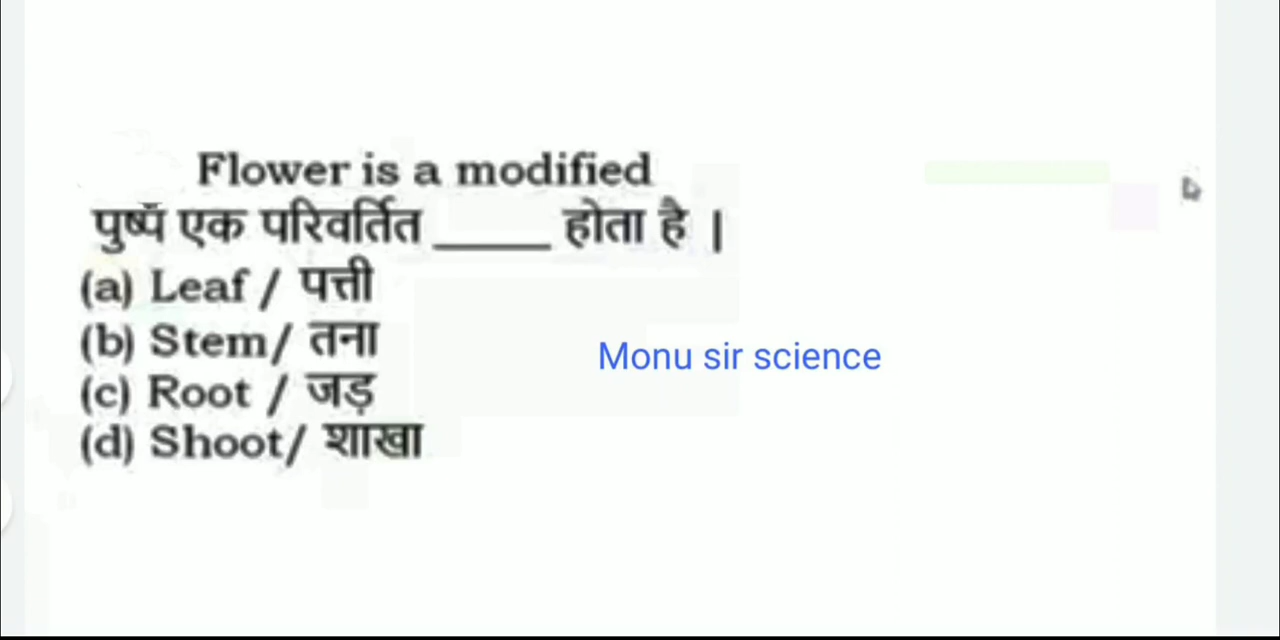 Flower is a modified
पुष्प एक परिवर्तित _____ होता है |
(a) Leaf / पत्ती
(b) Stem/ तना
(c) Root / जड़
(d) Shoot/ शाखा
Monu sir science